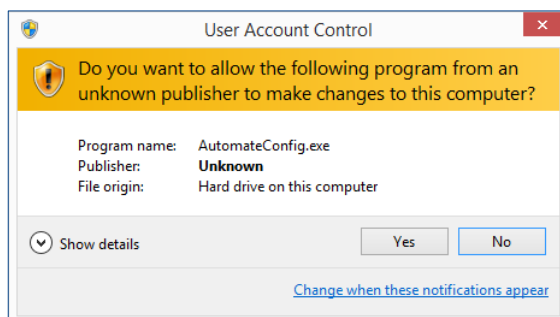 User Account Control
Do you want to allow the following program from an
unknown publisher to make changes to this computer?
Program name: AutomateConfig.exe
Publisher: Unknown
File origin: Hard drive on this computer
Show details
Yes No
Change when these notifications appear